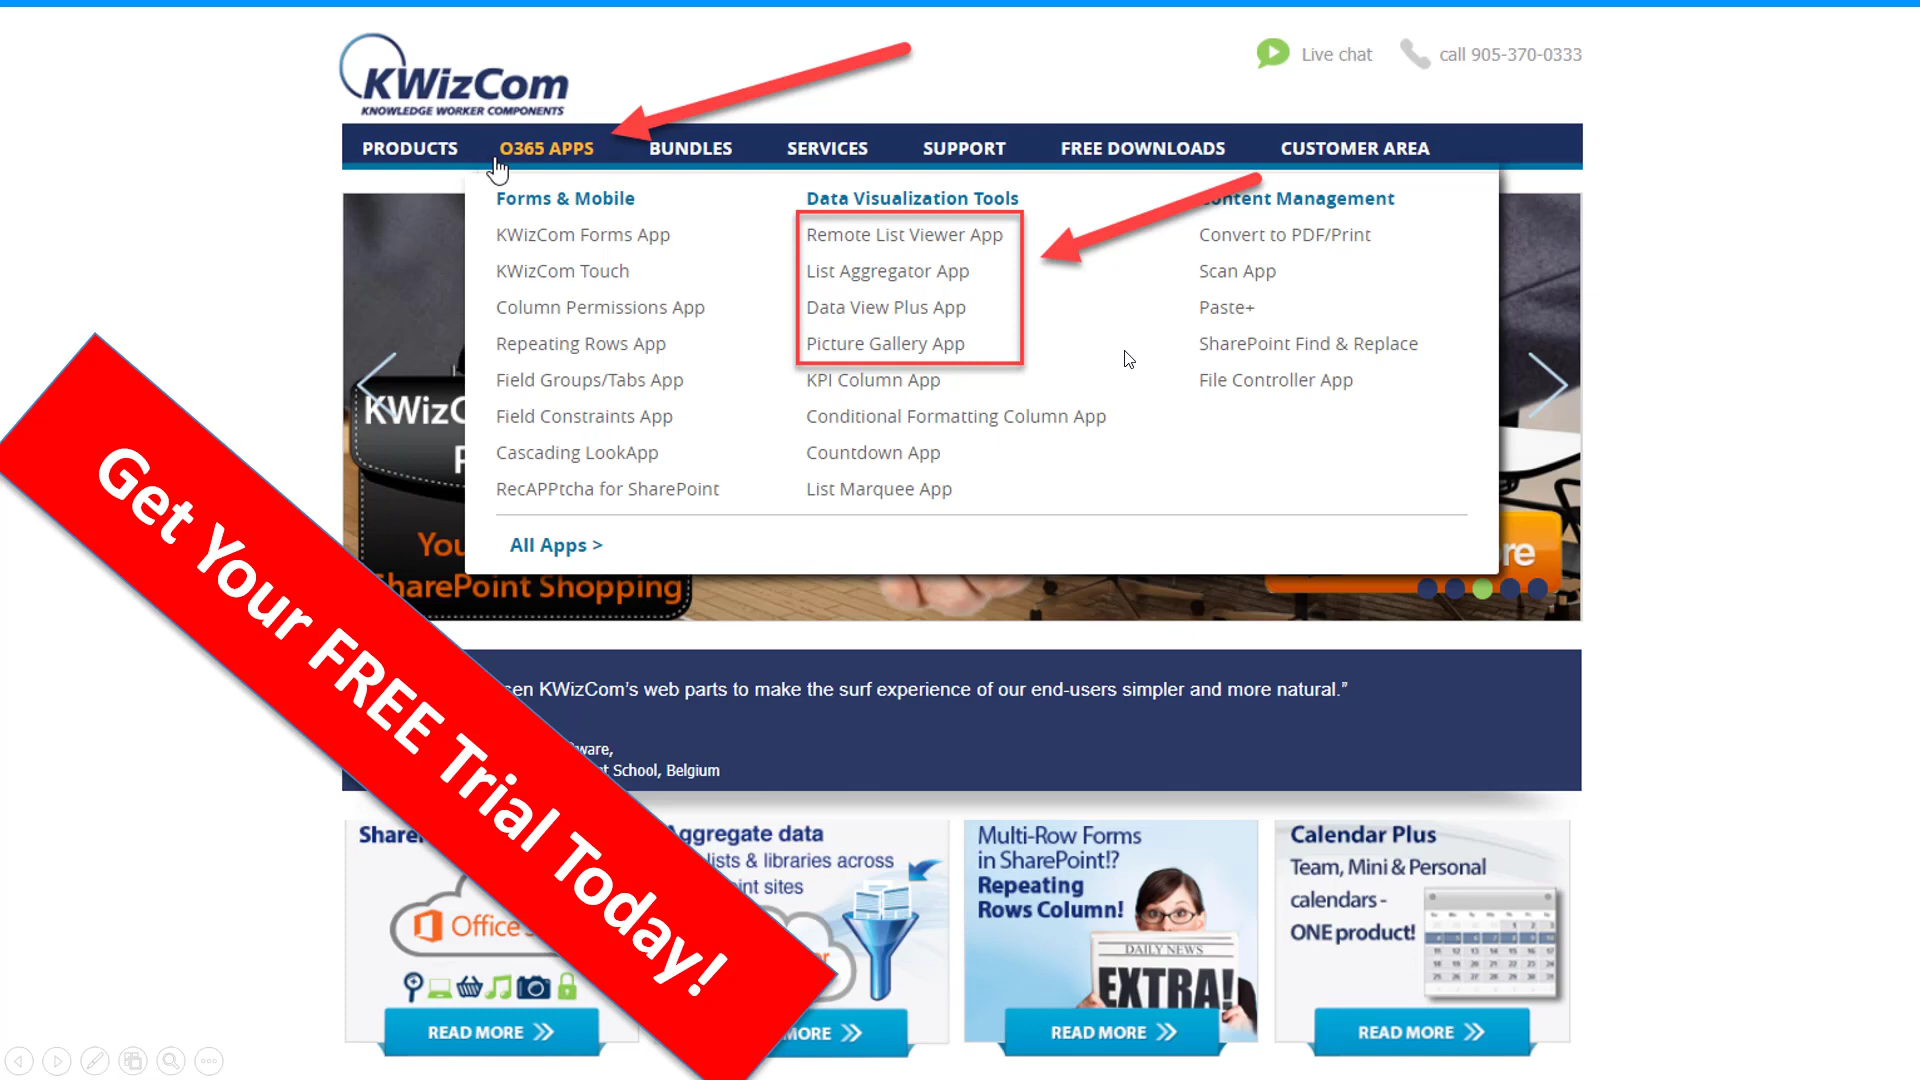 KWizCom
KNOWLEDGE WORKER COMPONENTS
Live chat
call 905-370-0333
PRODUCTS
O365 APPS
BUNDLES
SERVICES
SUPPORT
FREE DOWNLOADS
CUSTOMER AREA
Forms & Mobile
KWizCom Forms App
KWizCom Touch
Column Permissions App
Repeating Rows App
Field Groups/Tabs App
Field Constraints App
Cascading LookApp
RecAPPtcha for SharePoint
All Apps >
Data Visualization Tools
Remote List Viewer App
List Aggregator App
Data View Plus App
Picture Gallery App
KPI Column App
Conditional Formatting Column App
Countdown App
List Marquee App
Content Management
Convert to PDF/Print
Scan App
Paste+
SharePoint Find & Replace
File Controller App
SharePoint Shopping
Get Your FREE Trial Today!
KWizCom’s web parts to make the surf experience of our end-users simpler and more natural.”
School, Belgium
Office
READ MORE
Aggregate data
lists & libraries across
sites
MORE
Multi-Row Forms
in SharePoint!?
Repeating
Rows Column!
DAILY NEWS
EXTRA!
READ MORE
Calendar Plus
Team, Mini & Personal
calendars -
ONE product!
READ MORE